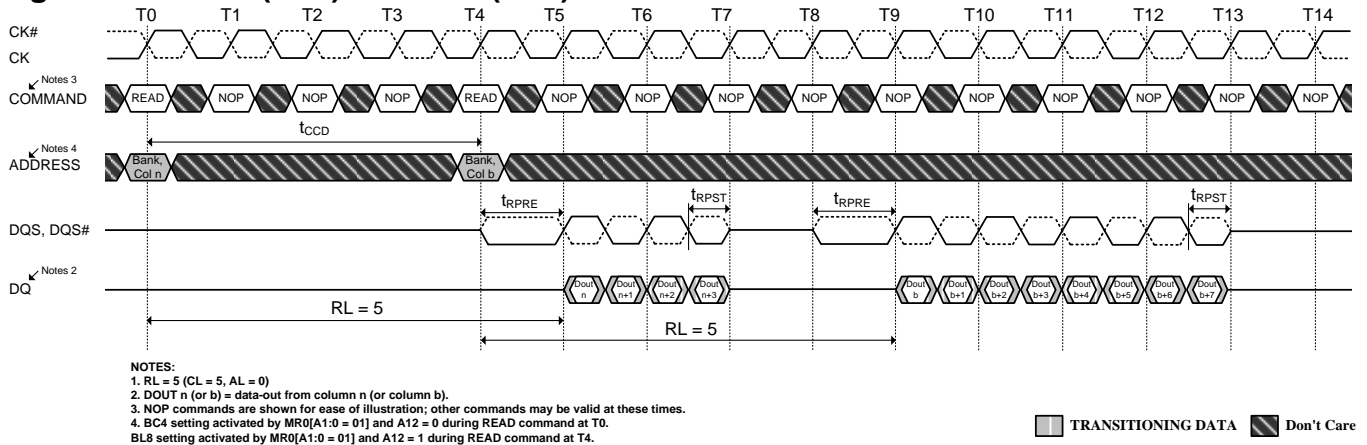 T0 T1 T2 T3 T4 T5 T6 T7 T8 T9 T10 T11 T12 T13 T14
CK#
CK
Notes 3
COMMAND READ NOP NOP NOP READ NOP NOP NOP NOP NOP NOP NOP NOP NOP NOP
tCCD
Notes 4
ADDRESS
Bank, Col n
Bank, Col b
tRPRE tRPST tRPRE tRPST
DQS, DQS#
Notes 2
DQ
Dout n
Dout n+1
Dout n+2
Dout n+3
Dout b
Dout b+1
Dout b+2
Dout b+3
Dout b+4
Dout b+5
Dout b+6
Dout b+7
RL = 5
RL = 5
NOTES:
1. RL = 5 (CL = 5, AL = 0)
2. DOUT n (or b) = data-out from column n (or column b).
3. NOP commands are shown for ease of illustration; other commands may be valid at these times.
4. BC4 setting activated by MR0[A1:0 = 01] and A12 = 0 during READ command at T0.
BL8 setting activated by MR0[A1:0 = 01] and A12 = 1 during READ command at T4.
TRANSITIONING DATA Don't Care